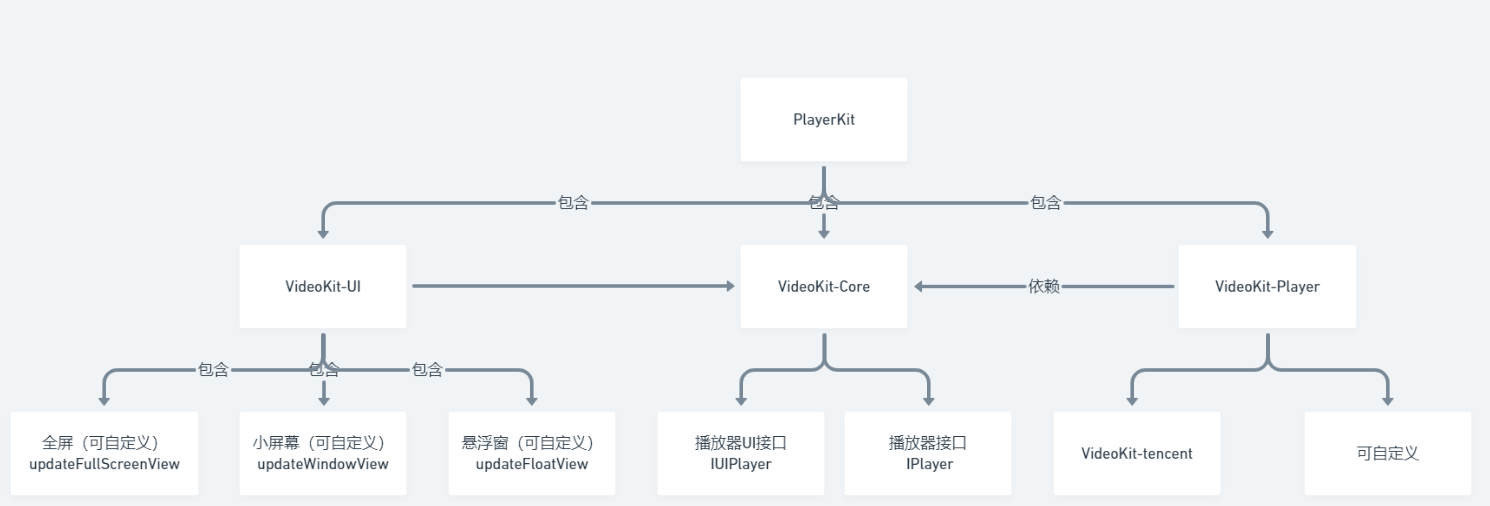 PlayerKit
包含
包含
包含
VideoKit-UI
VideoKit-Core
依赖
VideoKit-Player
包含
包含
包含
全屏（可自定义）
updateFullScreenView
小屏幕（可自定义）
updateWindowView
悬浮窗（可自定义）
updateFloatView
播放器UI接口
IUIPlayer
播放器接口
IPlayer
VideoKit-tencent
可自定义